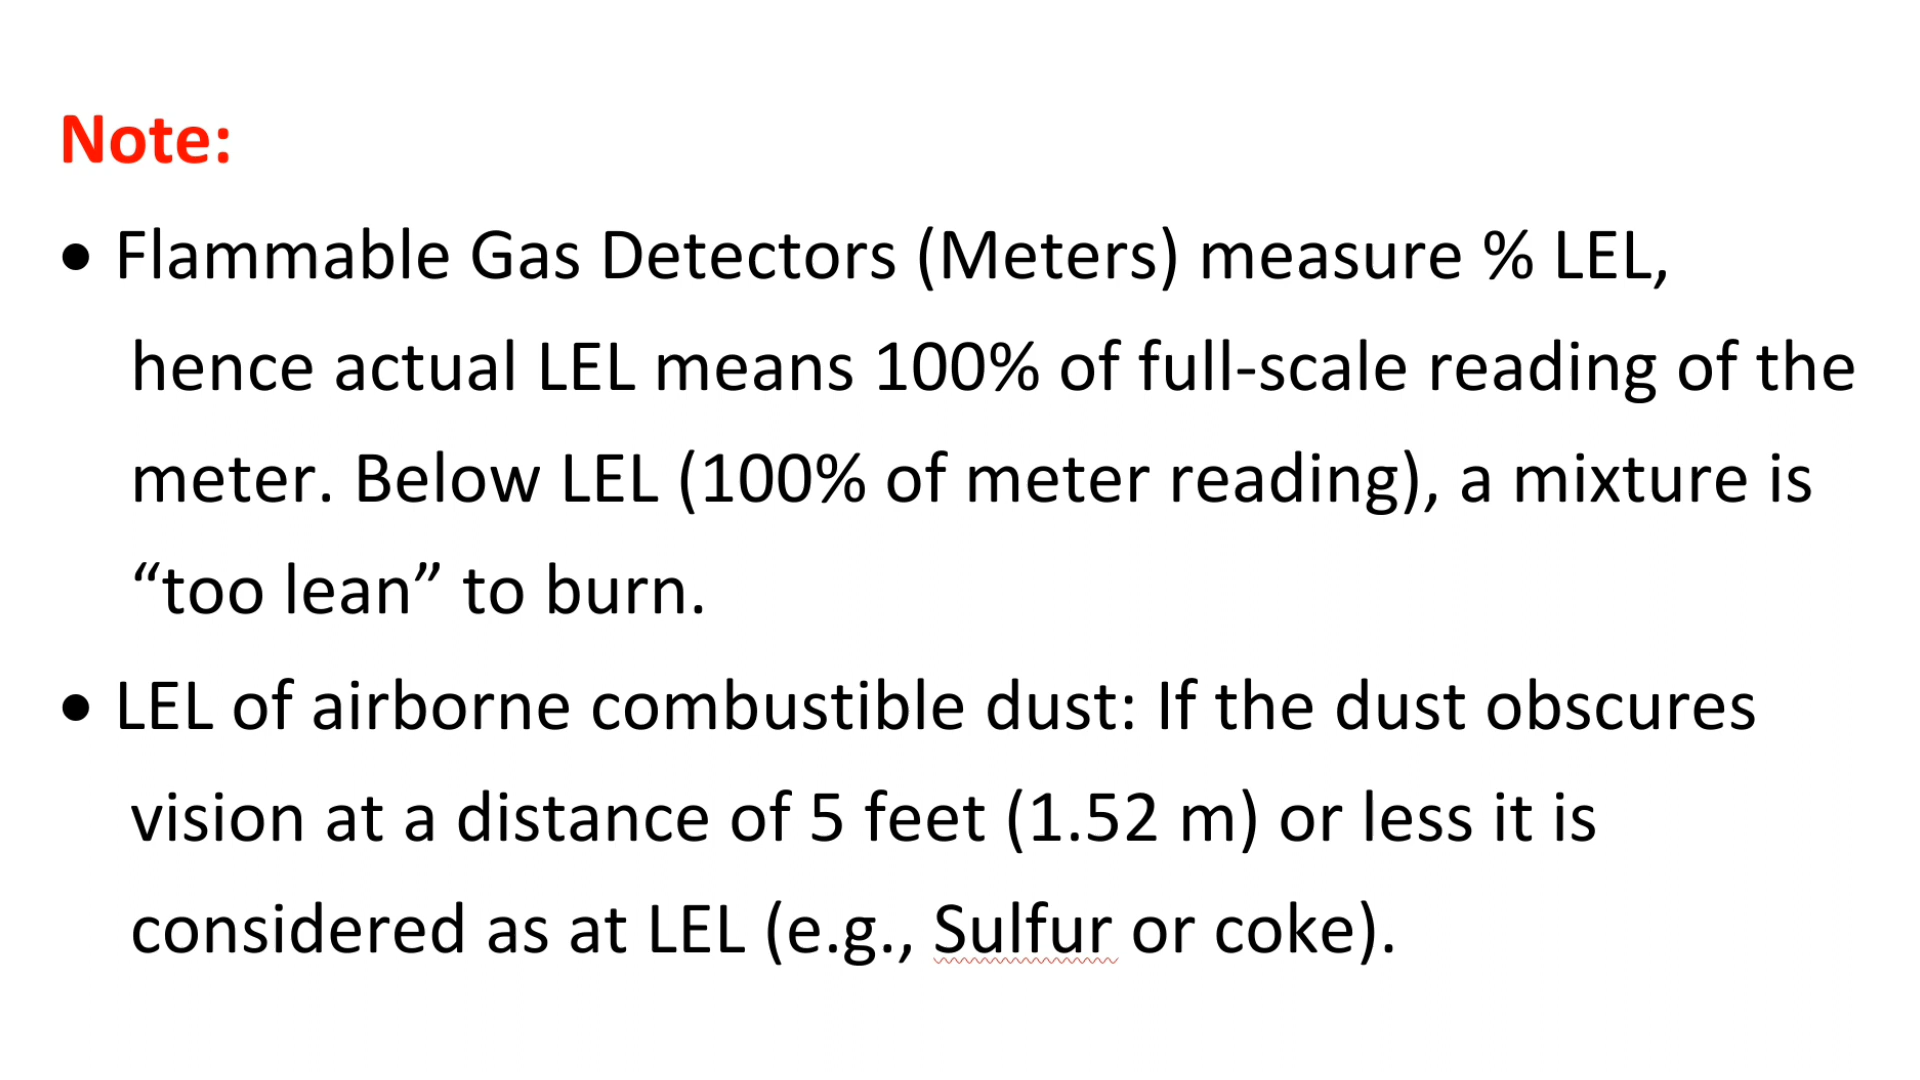 Note:
• Flammable Gas Detectors (Meters) measure % LEL,
hence actual LEL means 100% of full-scale reading of the
meter. Below LEL (100% of meter reading), a mixture is
“too lean” to burn.
• LEL of airborne combustible dust: If the dust obscures
vision at a distance of 5 feet (1.52 m) or less it is
considered as at LEL (e.g., Sulfur or coke).